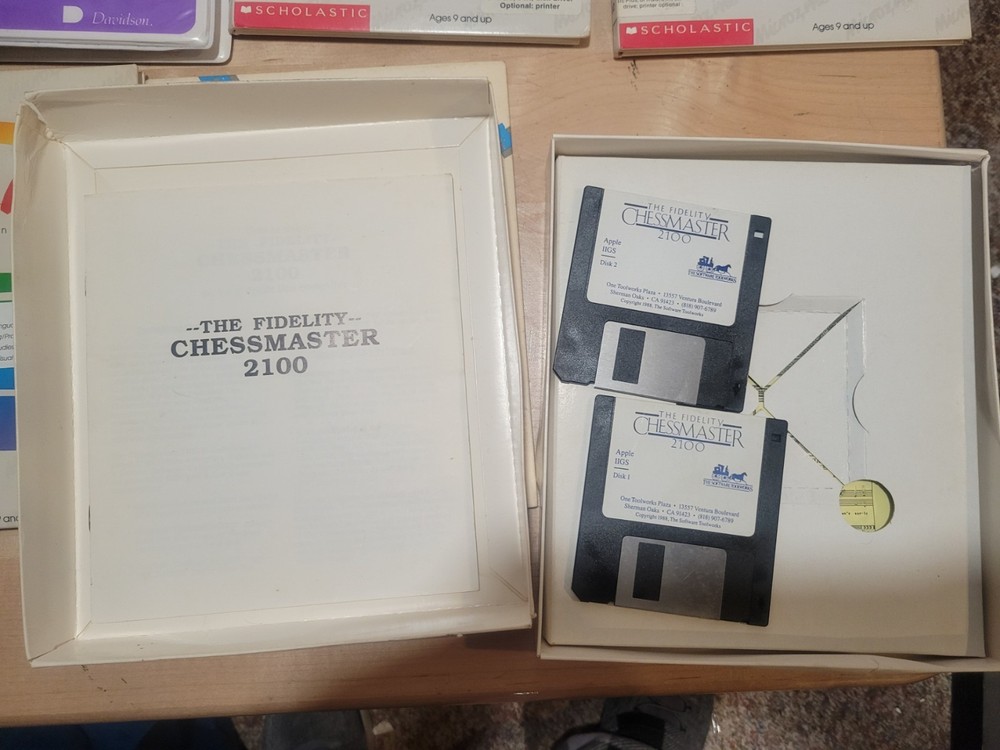 Davidson.
SCHOLASTIC
Ages 9 and up
Optional: printer
SCHOLASTIC
drive; printer optional
Ages 9 and up
--THE FIDELITY--
CHESSMASTER
2100
THE FIDELITY
CHESSMASTER
2100
Apple
IIGS
Disk 2
THE SOFTWARE TOOLWORKS
One Toolworks Plaza • 13557 Ventura Boulevard
Sherman Oaks • CA 91423 • (818) 907-6789
Copyright 1988, The Software Toolworks
THE FIDELITY
CHESSMASTER
2100
Apple
IIGS
Disk 1
THE SOFTWARE TOOLWORKS
One Toolworks Plaza • 13557 Ventura Boulevard
Sherman Oaks • CA 91423 • (818) 907-6789
Copyright 1988, The Software Toolworks